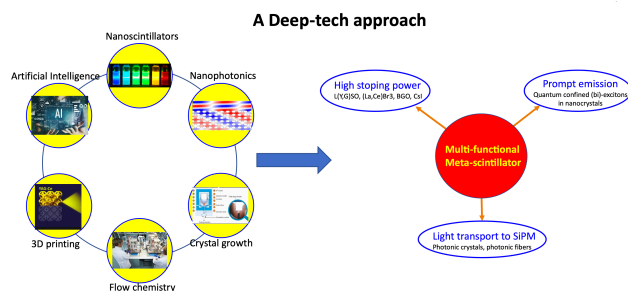 A Deep-tech approach
Nanoscintillators
Artificial Intelligence
Nanophotonics
AI
3D printing
Crystal growth
Flow chemistry
High stoping power
L(Y,G)SO, (La,Ce)Br3, BGO, CsI
Prompt emission
Quantum confined (bi)-excitons
in nanocrystals
Multi-functional
Meta-scintillator
Light transport to SiPM
Photonic crystals, photonic fibers